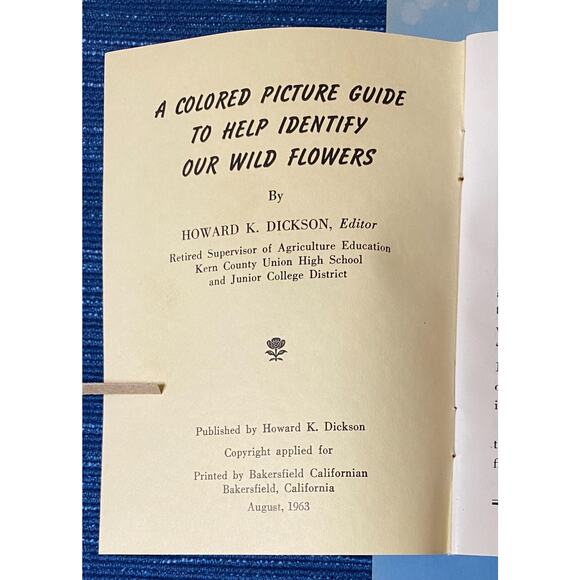 A COLORED PICTURE GUIDE
TO HELP IDENTIFY
OUR WILD FLOWERS
By
HOWARD K. DICKSON, Editor
Retired Supervisor of Agriculture Education
Kern County Union High School
and Junior College District
Published by Howard K. Dickson
Copyright applied for
Printed by Bakersfield Californian
Bakersfield, California
August, 1963